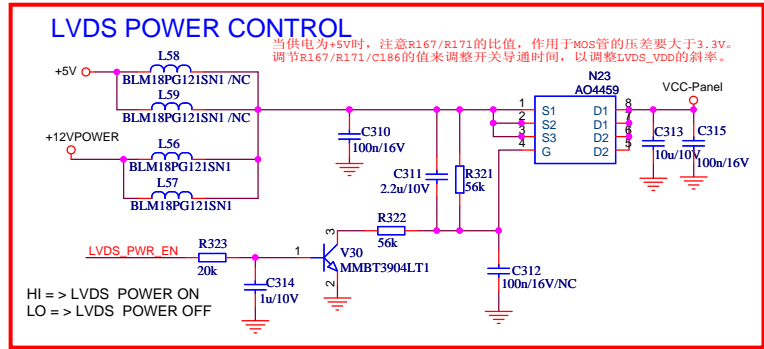 LVDS POWER CONTROL
当供电为+5V时，注意R167/R171的比值，作用于MOS管的压差要大于3.3V。
调节R167/R171/C186的值来调整开关导通时间，以调整LVDS_VDD的斜率。
L58
+5V
BLM18PG121SN1 /NC
L59
BLM18PG121SN1 /NC
+12VPOWER
L56
BLM18PG121SN1
L57
BLM18PG121SN1
C310
100n/16V
C311
2.2u/10V
R321
56k
N23
AO4459
1 S1 D1 8
2 S2 D1 7
3 S3 D2 6
4 G D2 5
VCC-Panel
C313
10u/10V
C315
100n/16V
R322
56k
LVDS_PWR_EN
R323
20k
C314
1u/10V
1
3
2
V30
MMBT3904LT1
C312
100n/16V/NC
HI = > LVDS POWER ON
LO = > LVDS POWER OFF